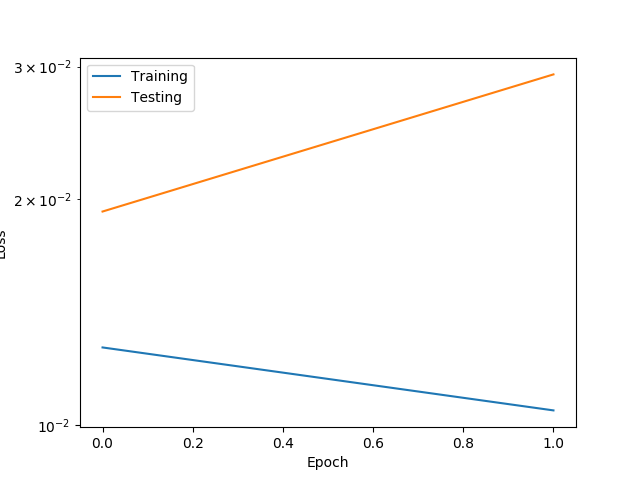 Training
Testing
3 × 10⁻²
2 × 10⁻²
10⁻²
Loss
0.0 0.2 0.4 0.6 0.8 1.0
Epoch